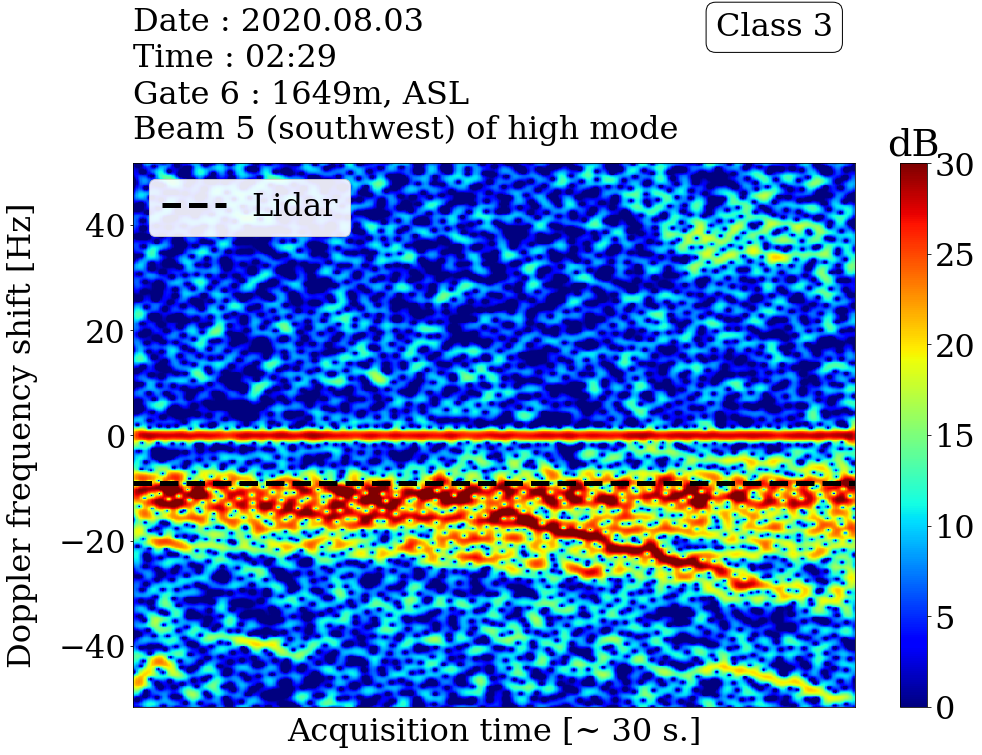 Date : 2020.08.03
Time : 02:29
Gate 6 : 1649m, ASL
Beam 5 (southwest) of high mode
Class 3
dB
Lidar
Doppler frequency shift [Hz]
40
20
0
−20
−40
Acquisition time [~ 30 s.]
30
25
20
15
10
5
0